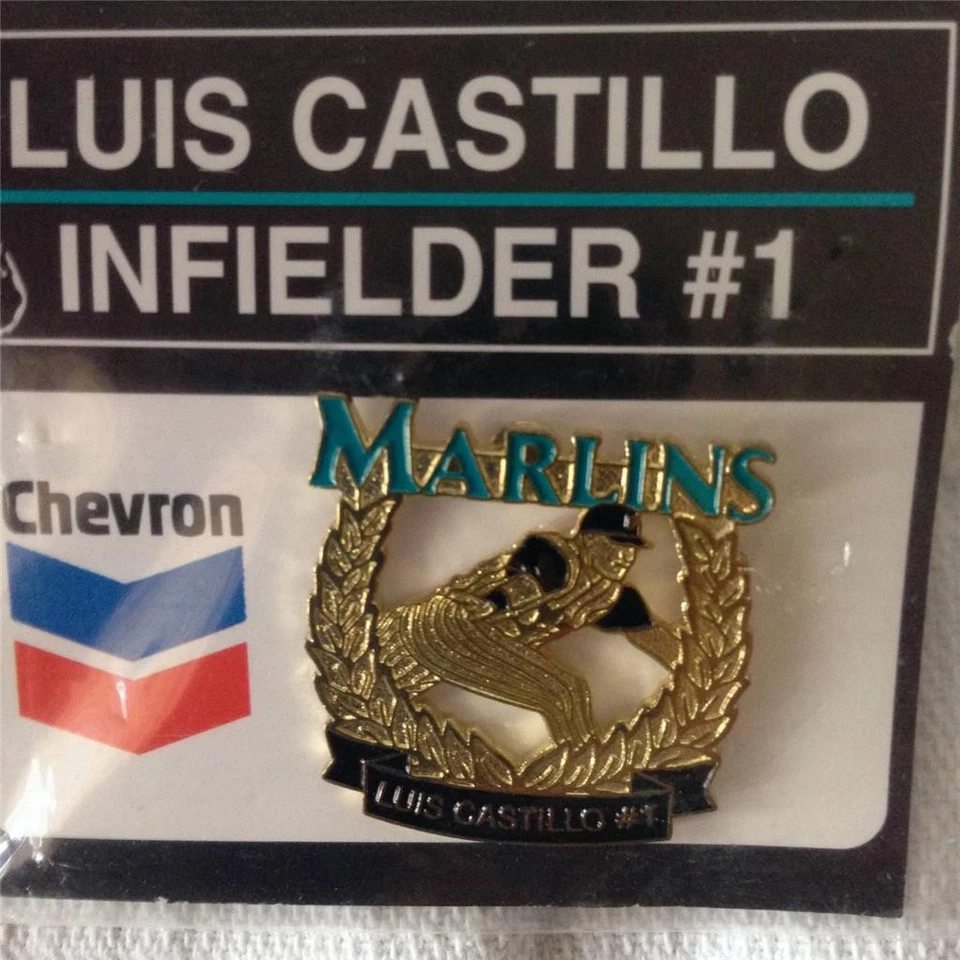 LUIS CASTILLO
INFIELDER #1
Chevron
MARLINS
LUIS CASTILLO #1